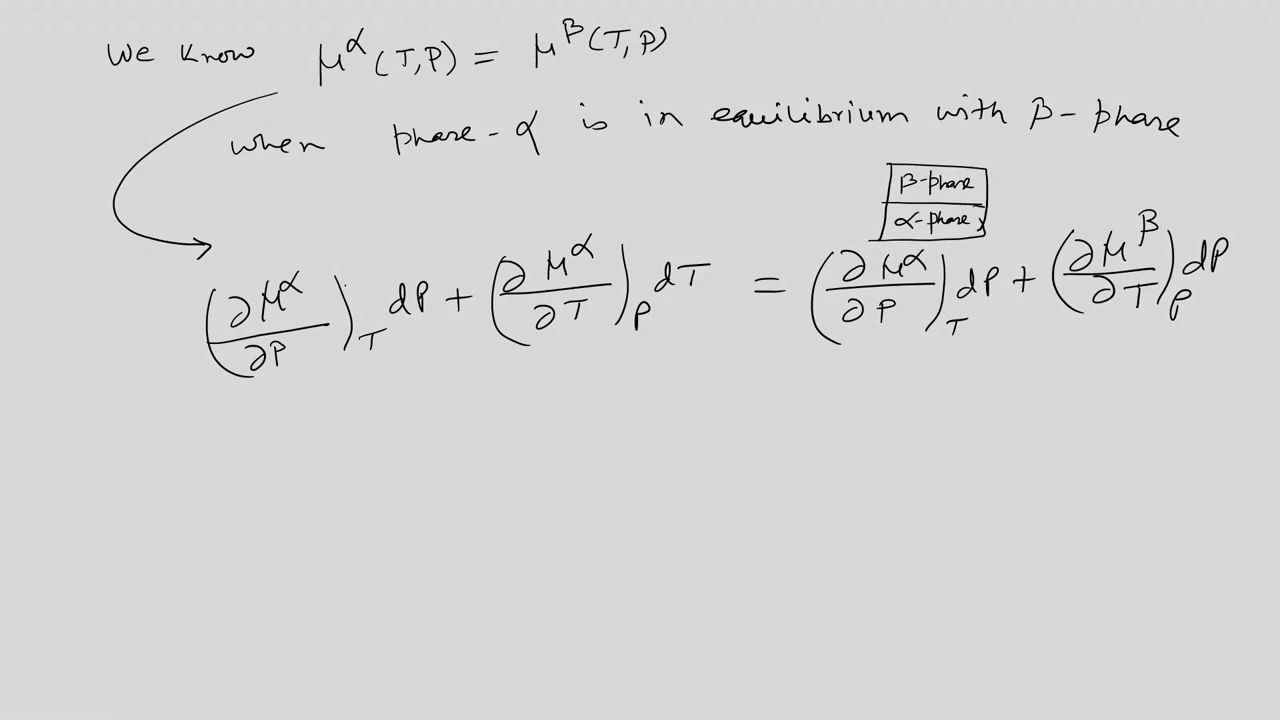 We know μ^α(T,P) = μ^β(T,P)
when phase-α is in equilibrium with β-phase
β-phase
α-phase
(∂μ^α/∂P)_T dP + (∂μ^α/∂T)_P dT = (∂μ^α/∂P)_T dP + (∂μ^β/∂T)_P dP